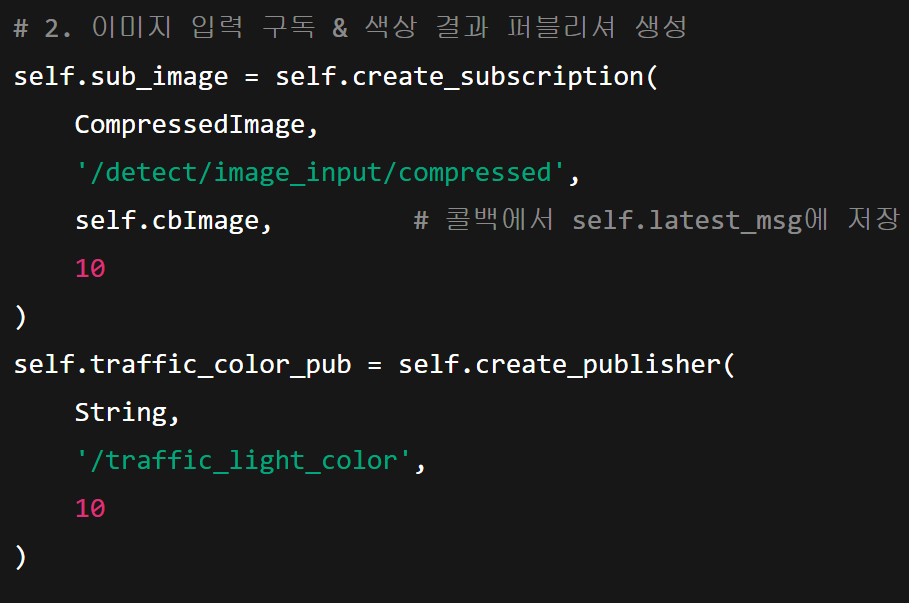 # 2. 이미지 입력 구독 & 색상 결과 퍼블리셔 생성
self.sub_image = self.create_subscription(
    CompressedImage,
    '/detect/image_input/compressed',
    self.cbImage,         # 콜백에서 self.latest_msg에 저장
    10
)
self.traffic_color_pub = self.create_publisher(
    String,
    '/traffic_light_color',
    10
)